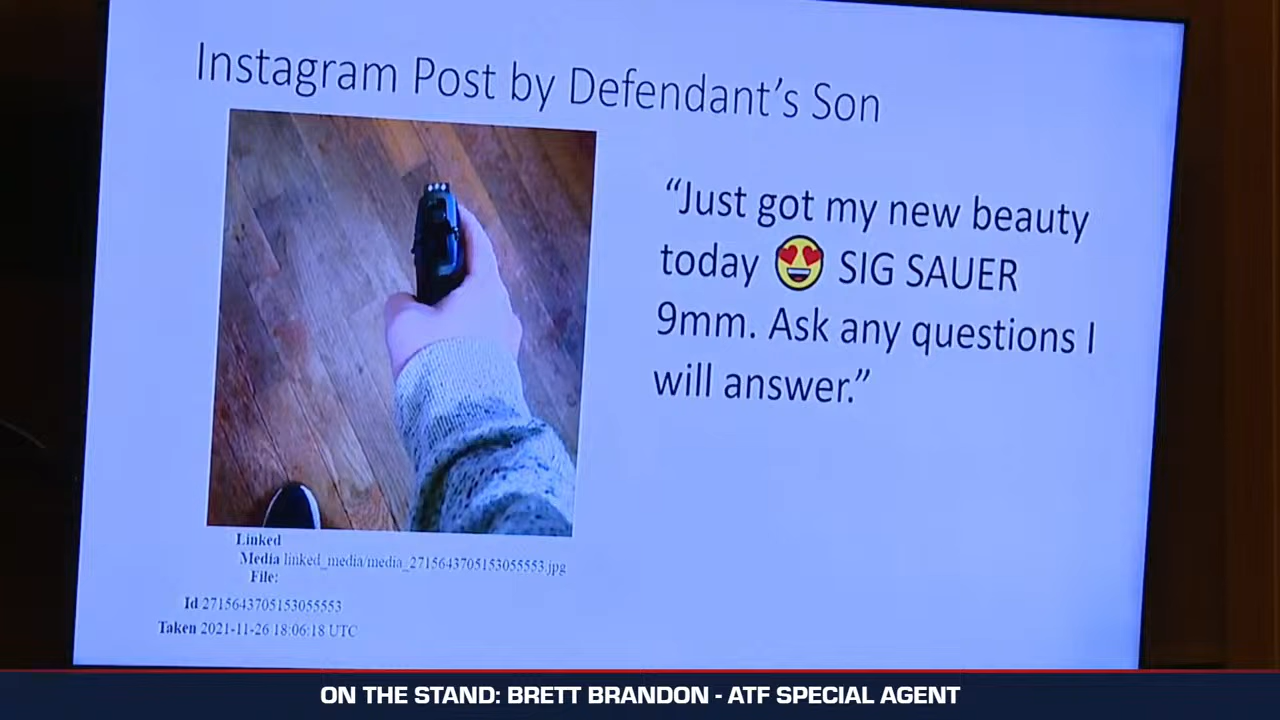 Instagram Post by Defendant's Son
“Just got my new beauty
today 😍 SIG SAUER
9mm. Ask any questions I
will answer.”
Linked
Media linked_media/media_2715643705153055553.jpg
File:
Id 2715643705153055553
Taken 2021-11-26 18:06:18 UTC
ON THE STAND: BRETT BRANDON - ATF SPECIAL AGENT